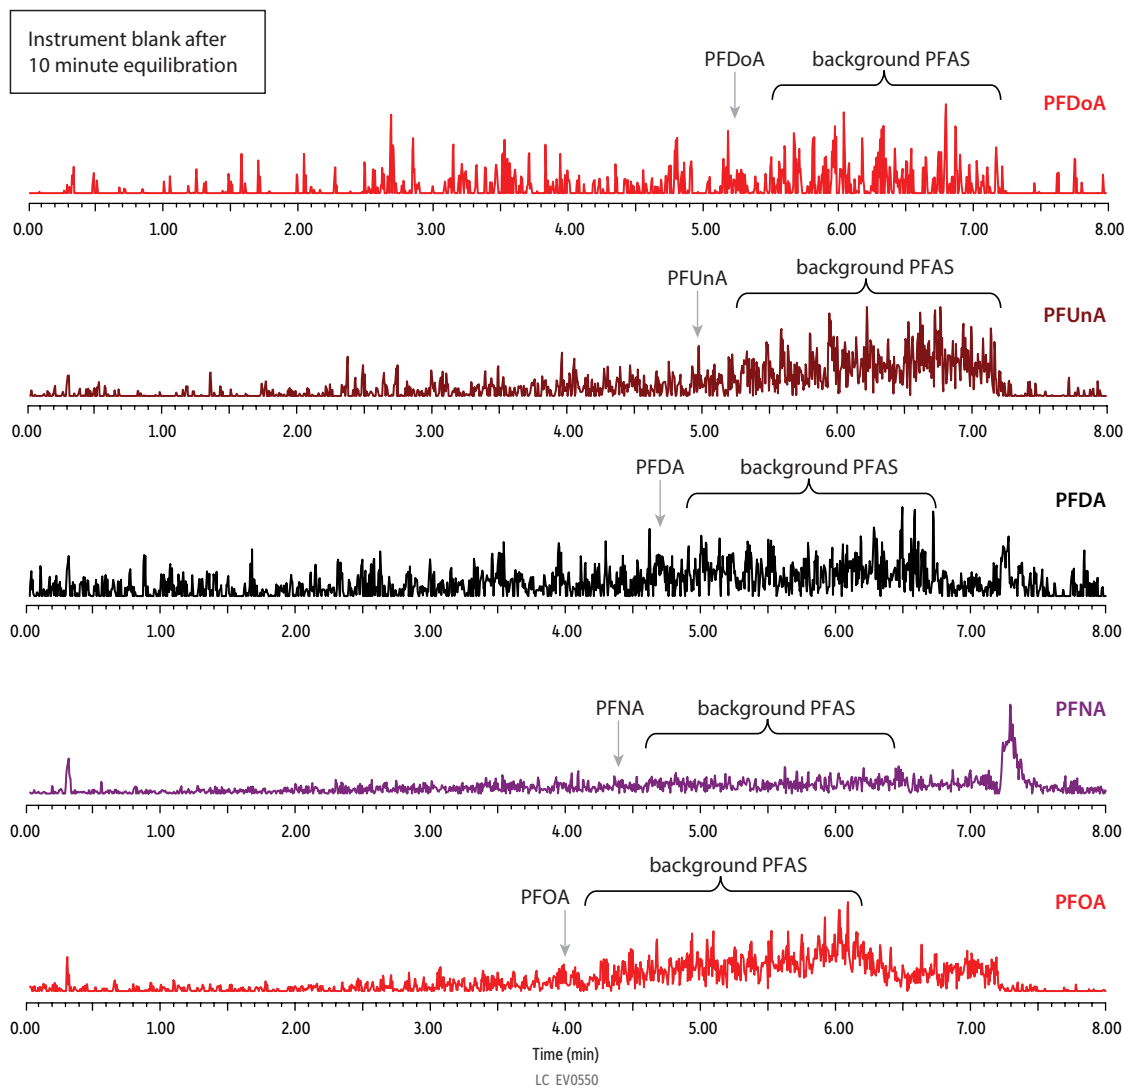 Instrument blank after
10 minute equilibration
PFDoA
background PFAS
PFDoA
0.00 1.00 2.00 3.00 4.00 5.00 6.00 7.00 8.00
PFUnA
background PFAS
PFUnA
0.00 1.00 2.00 3.00 4.00 5.00 6.00 7.00 8.00
PFDA
background PFAS
PFDA
0.00 1.00 2.00 3.00 4.00 5.00 6.00 7.00 8.00
PFNA
background PFAS
PFNA
0.00 1.00 2.00 3.00 4.00 5.00 6.00 7.00 8.00
PFOA
background PFAS
PFOA
0.00 1.00 2.00 3.00 4.00 5.00 6.00 7.00 8.00
Time (min)
LC_EV0550